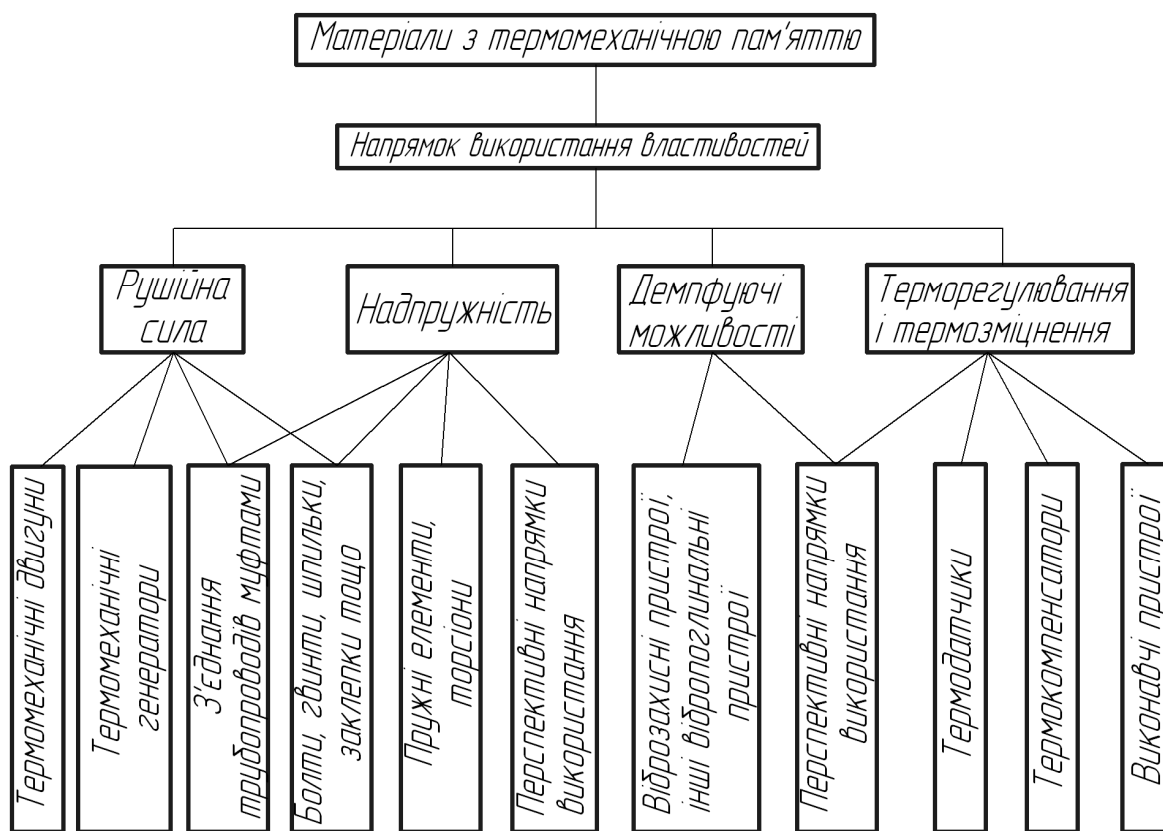 Матеріали з термомеханічною пам'яттю
Напрямок використання властивостей
Рушійна
сила
Надпружність
Демпфуючі
можливості
Терморегулювання
і термозміцнення
Термомеханічні двигуни
Термомеханічні
генератори
З'єднання
трубопроводів муфтами
Болти, гвинти, шпильки,
заклепки тощо
Пружні елементи,
торсіони
Перспективні напрямки
використання
Віброзахисні пристрої,
інші вібропоглинальні
пристрої
Перспективні напрямки
використання
Термодатчики
Термокомпенсатори
Виконавчі пристрої